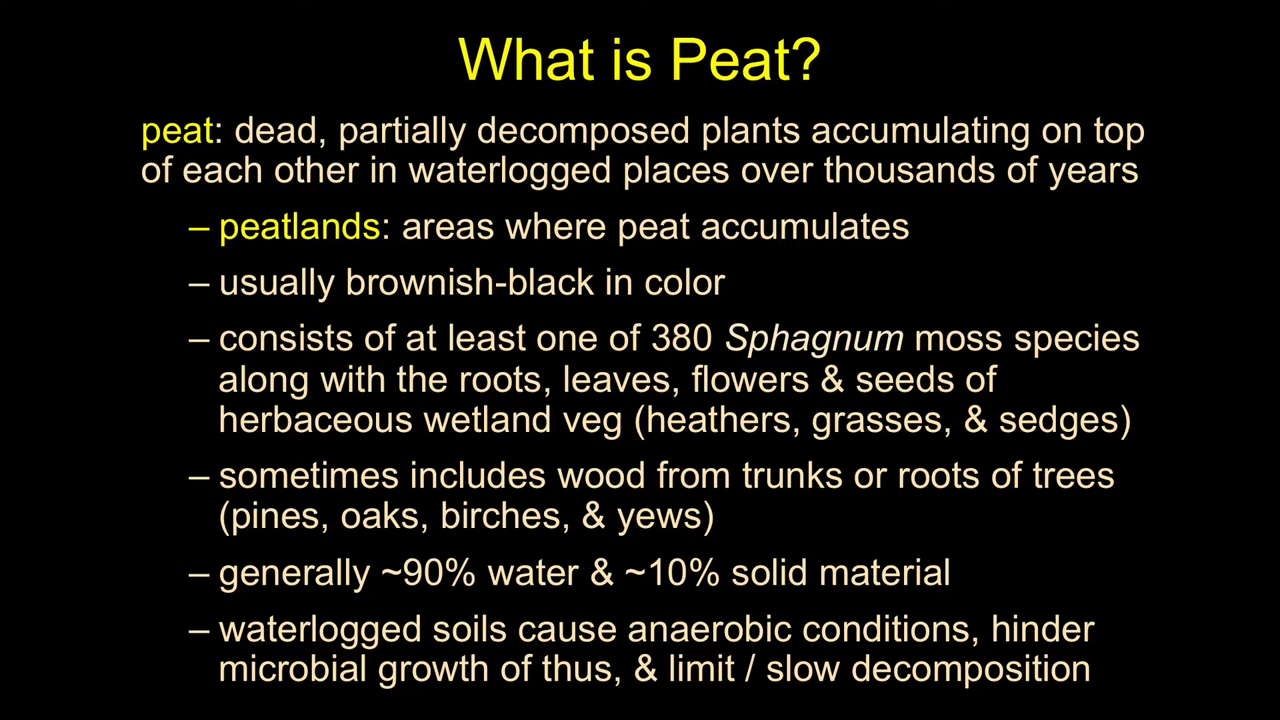 What is Peat?
peat: dead, partially decomposed plants accumulating on top
of each other in waterlogged places over thousands of years
– peatlands: areas where peat accumulates
– usually brownish-black in color
– consists of at least one of 380 Sphagnum moss species
along with the roots, leaves, flowers & seeds of
herbaceous wetland veg (heathers, grasses, & sedges)
– sometimes includes wood from trunks or roots of trees
(pines, oaks, birches, & yews)
– generally ~90% water & ~10% solid material
– waterlogged soils cause anaerobic conditions, hinder
microbial growth of thus, & limit / slow decomposition